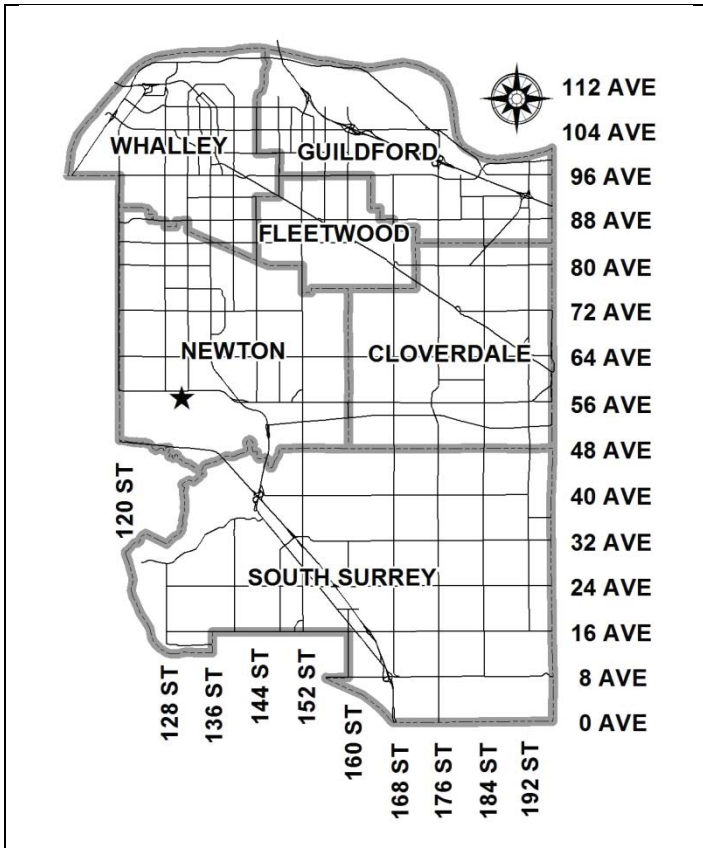 112 AVE
104 AVE
WHALLEY
GUILDFORD
96 AVE
88 AVE
FLEETWOOD
80 AVE
72 AVE
NEWTON
CLOVERDALE
64 AVE
56 AVE
48 AVE
120 ST
40 AVE
32 AVE
SOUTH SURREY
24 AVE
16 AVE
8 AVE
0 AVE
128 ST
136 ST
144 ST
152 ST
160 ST
168 ST
176 ST
184 ST
192 ST